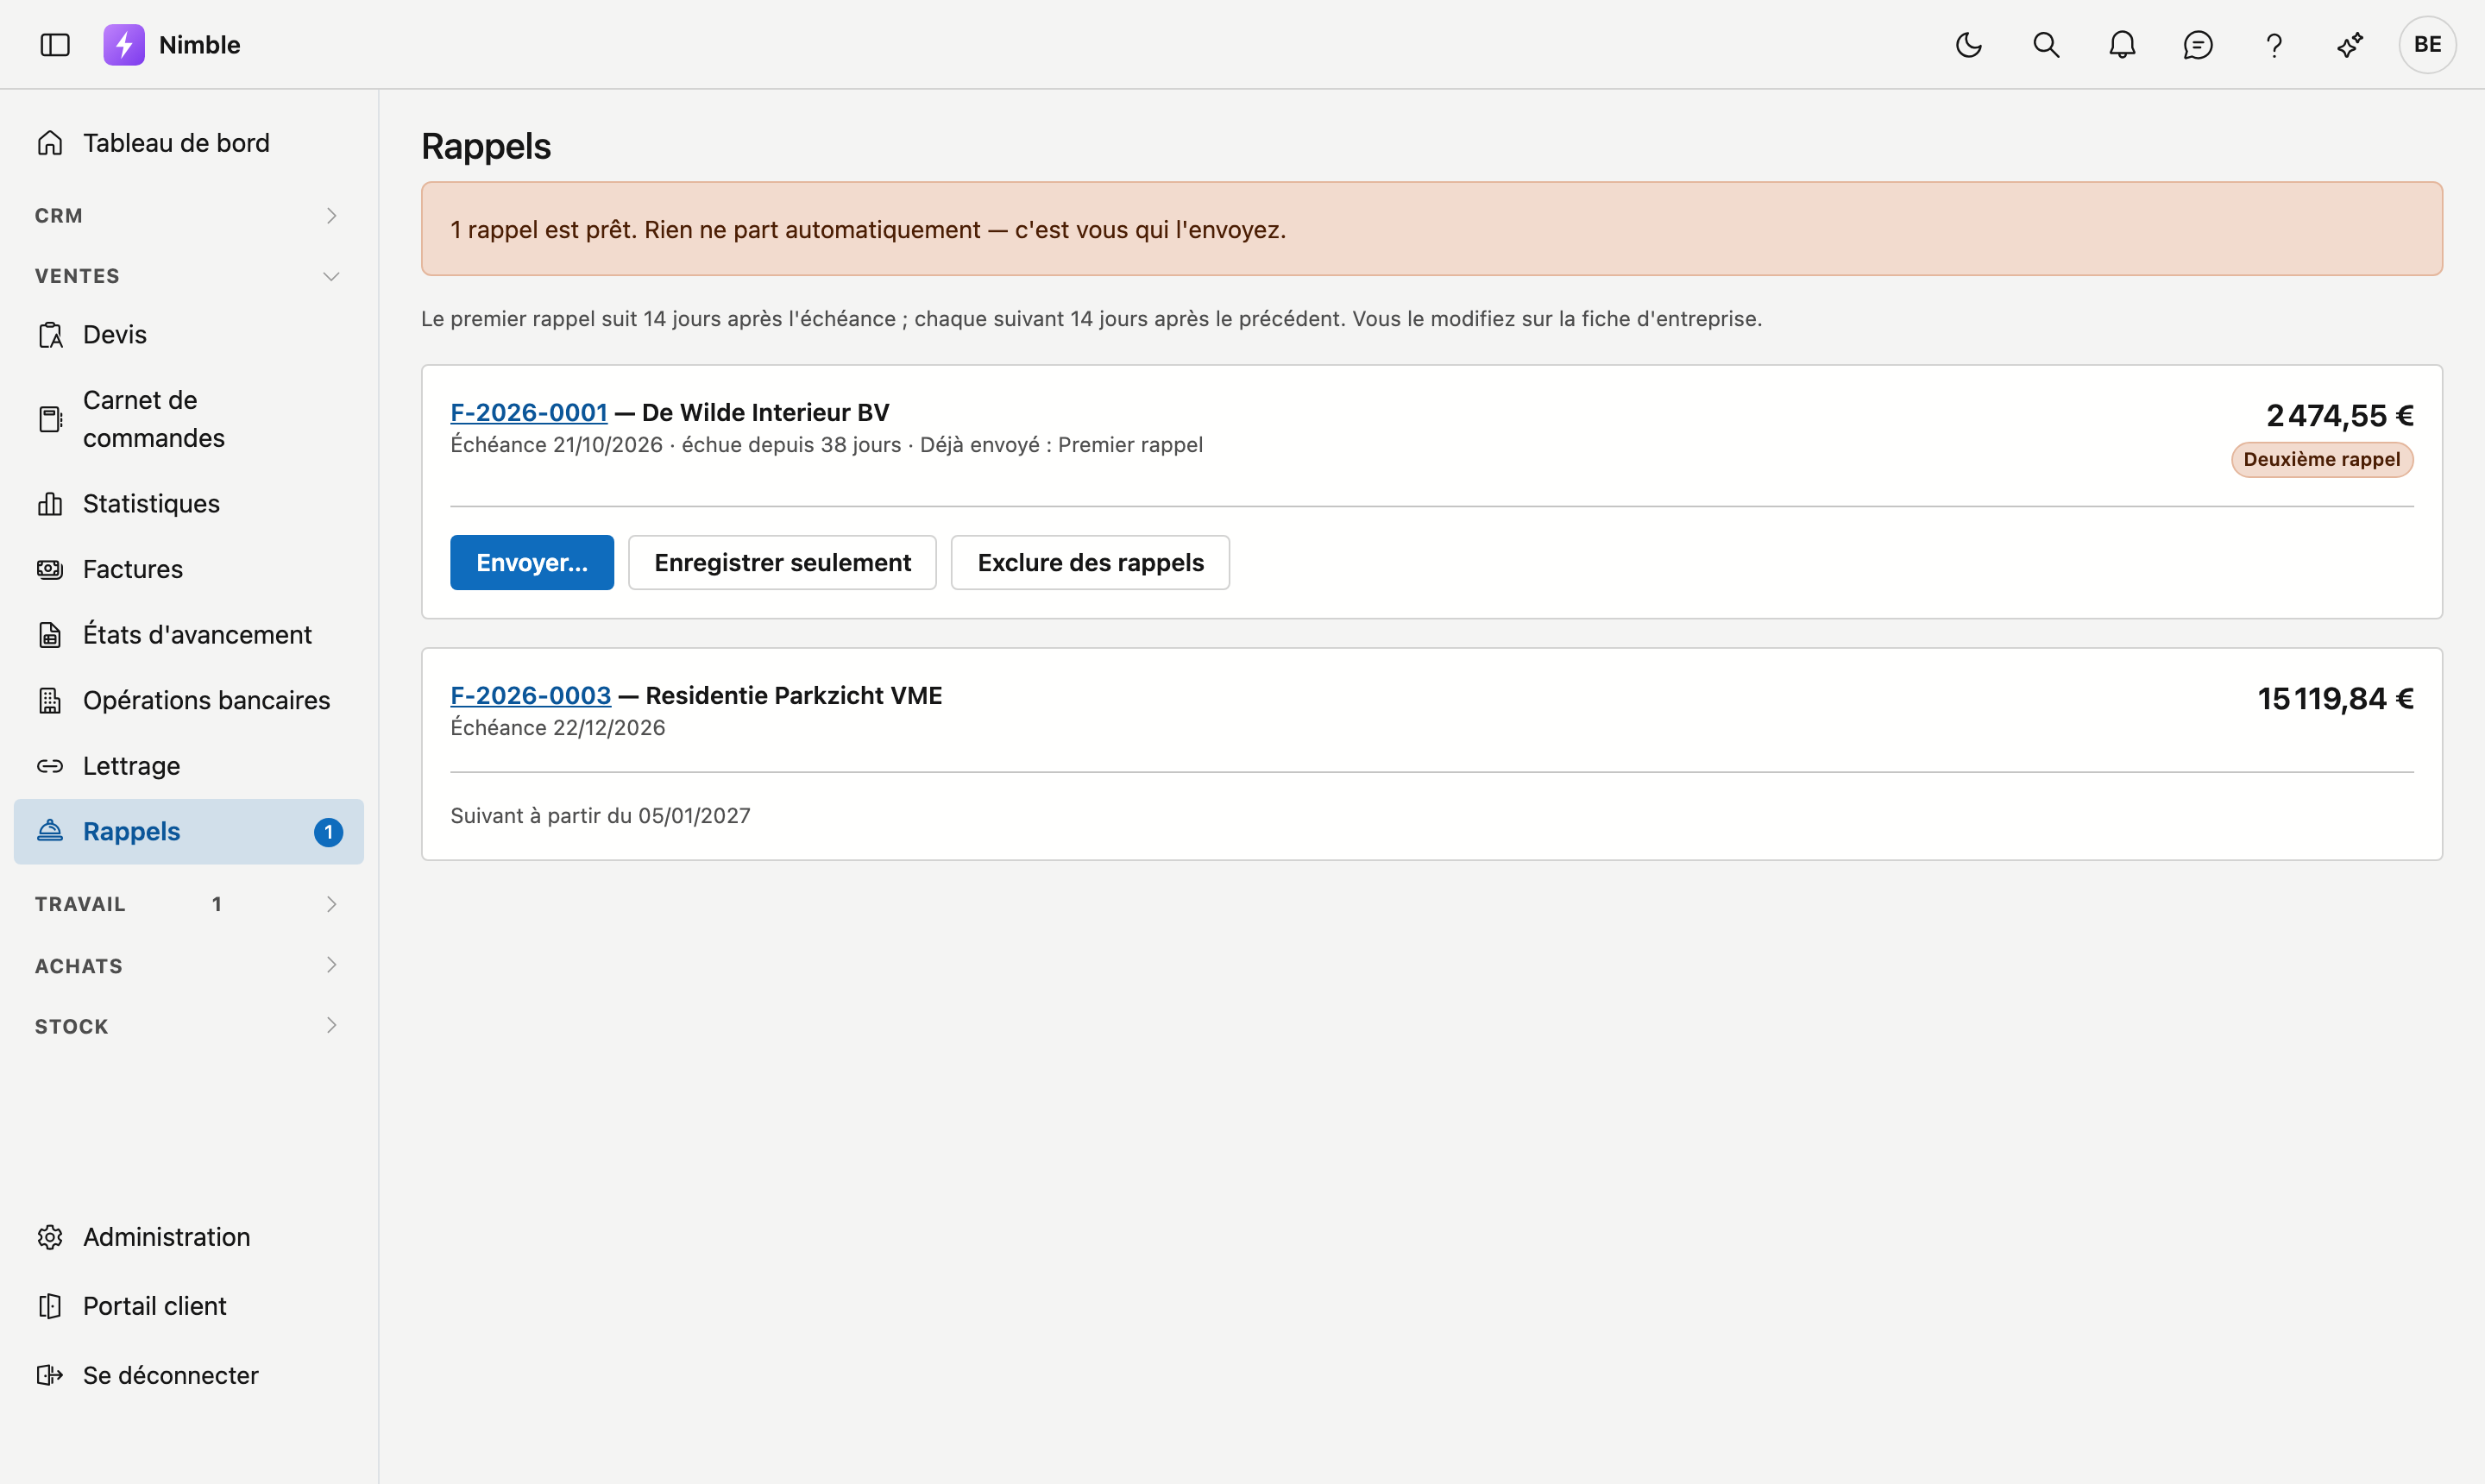 Nimble
BE
Tableau de bord
CRM
VENTES
Devis
Carnet de
commandes
Statistiques
Factures
États d'avancement
Opérations bancaires
Lettrage
Rappels 1
TRAVAIL 1
ACHATS
STOCK
Administration
Portail client
Se déconnecter
Rappels
1 rappel est prêt. Rien ne part automatiquement — c'est vous qui l'envoyez.
Le premier rappel suit 14 jours après l'échéance ; chaque suivant 14 jours après le précédent. Vous le modifiez sur la fiche d'entreprise.
F-2026-0001 — De Wilde Interieur BV
2 474,55 €
Échéance 21/10/2026 · échue depuis 38 jours · Déjà envoyé : Premier rappel
Deuxième rappel
Envoyer... Enregistrer seulement Exclure des rappels
F-2026-0003 — Residentie Parkzicht VME
15 119,84 €
Échéance 22/12/2026
Suivant à partir du 05/01/2027